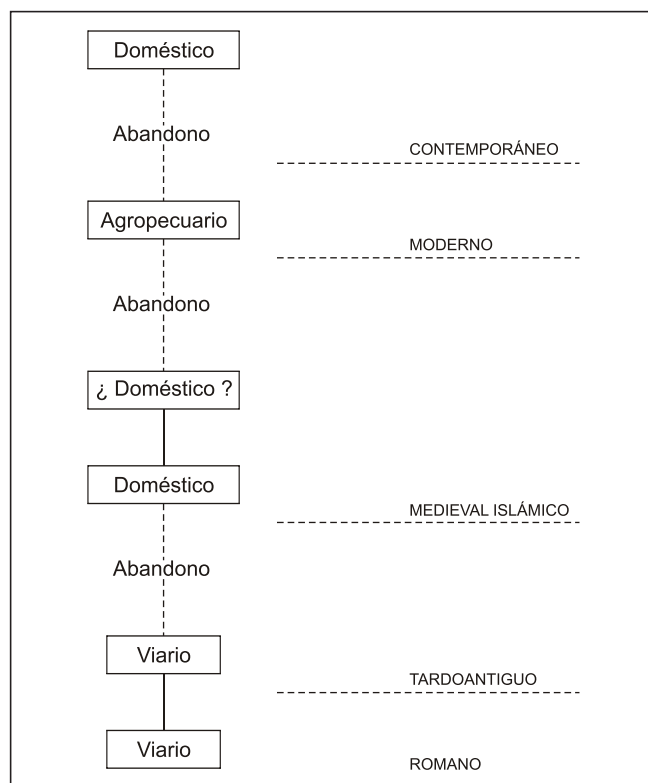 Doméstico
Abandono
CONTEMPORÁNEO
Agropecuario
MODERNO
Abandono
¿ Doméstico ?
Doméstico
MEDIEVAL ISLÁMICO
Abandono
Viario
TARDOANTIGUO
Viario
ROMANO